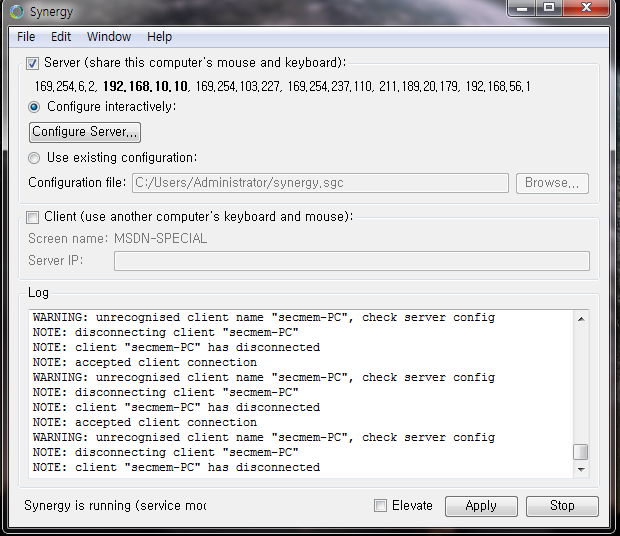 Synergy
File Edit Window Help
Server (share this computer's mouse and keyboard):
169.254.6.2, 192.168.10.10, 169.254.103.227, 169.254.237.110, 211.189.20.179, 192.168.56.1
Configure interactively:
Configure Server...
Use existing configuration:
Configuration file: C:/Users/Administrator/synergy.sgc Browse...
Client (use another computer's keyboard and mouse):
Screen name: MSDN-SPECIAL
Server IP:
Log
WARNING: unrecognised client name "secmem-PC", check server config
NOTE: disconnecting client "secmem-PC"
NOTE: client "secmem-PC" has disconnected
NOTE: accepted client connection
WARNING: unrecognised client name "secmem-PC", check server config
NOTE: disconnecting client "secmem-PC"
NOTE: client "secmem-PC" has disconnected
NOTE: accepted client connection
WARNING: unrecognised client name "secmem-PC", check server config
NOTE: disconnecting client "secmem-PC"
NOTE: client "secmem-PC" has disconnected
Synergy is running (service mod Elevate Apply Stop